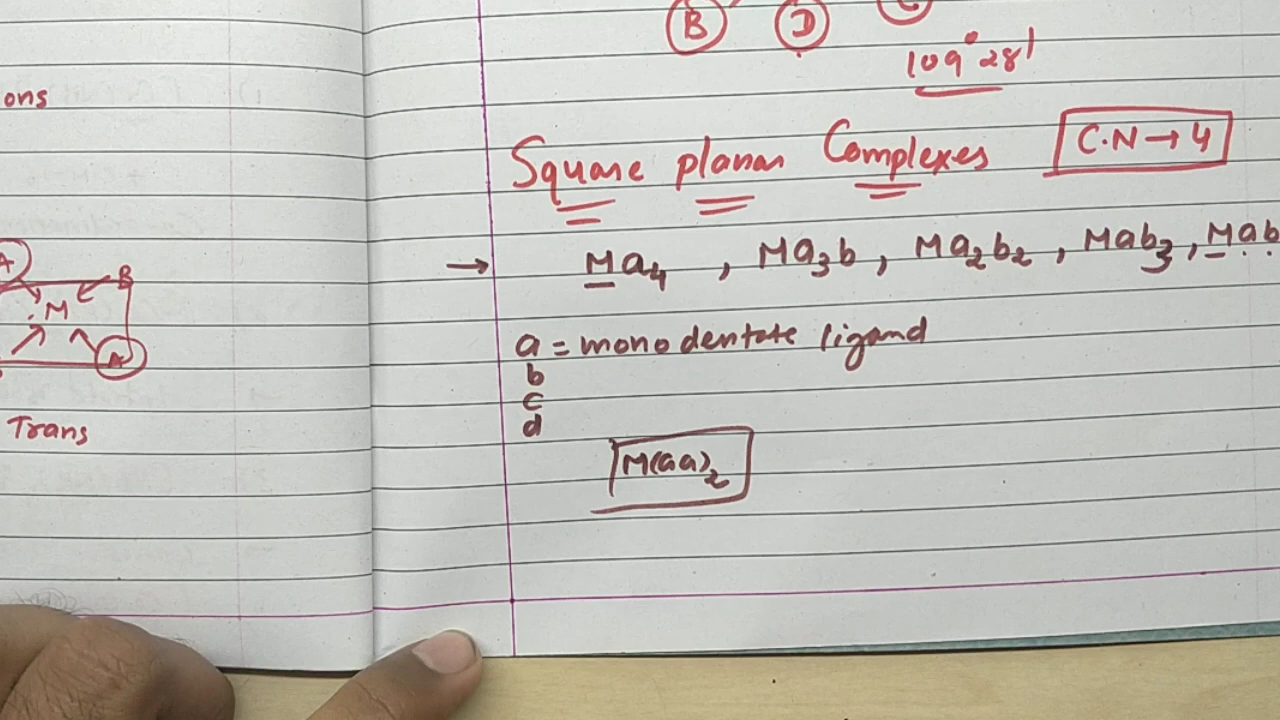 ons
A B
M
A
Trans
B D C
109°28'
Square planar Complexes C.N→4
→ Ma4, Ma3b, Ma2b2, Mab3, Mab
a = monodentate ligand
b
c
d
M(aa)2